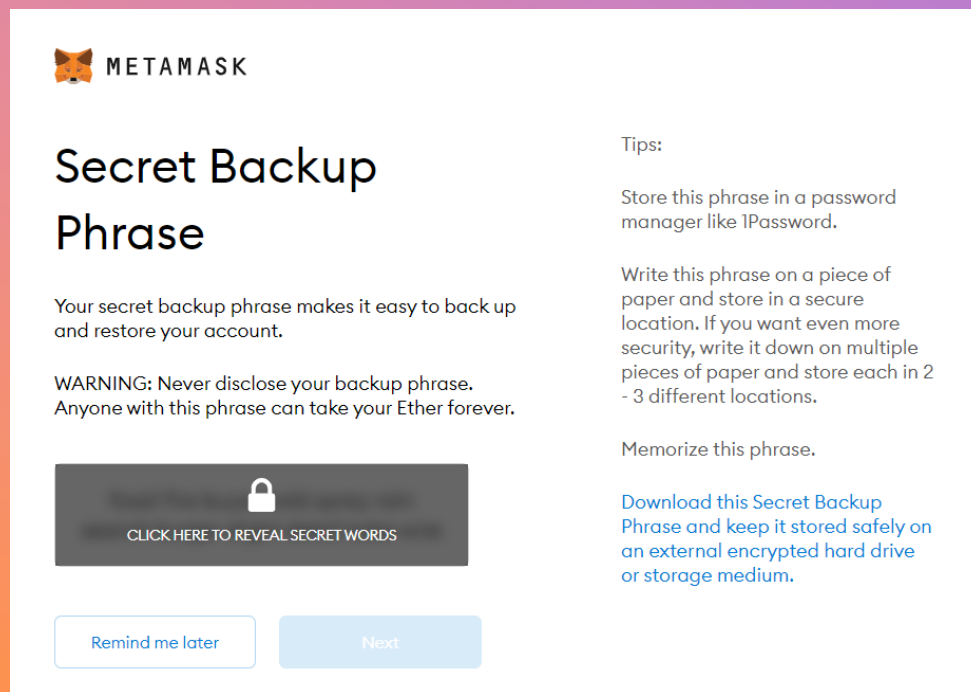 METAMASK
Secret Backup
Phrase
Your secret backup phrase makes it easy to back up
and restore your account.
WARNING: Never disclose your backup phrase.
Anyone with this phrase can take your Ether forever.
CLICK HERE TO REVEAL SECRET WORDS
Remind me later
Next
Tips:
Store this phrase in a password
manager like 1Password.
Write this phrase on a piece of
paper and store in a secure
location. If you want even more
security, write it down on multiple
pieces of paper and store each in 2
- 3 different locations.
Memorize this phrase.
Download this Secret Backup
Phrase and keep it stored safely on
an external encrypted hard drive
or storage medium.